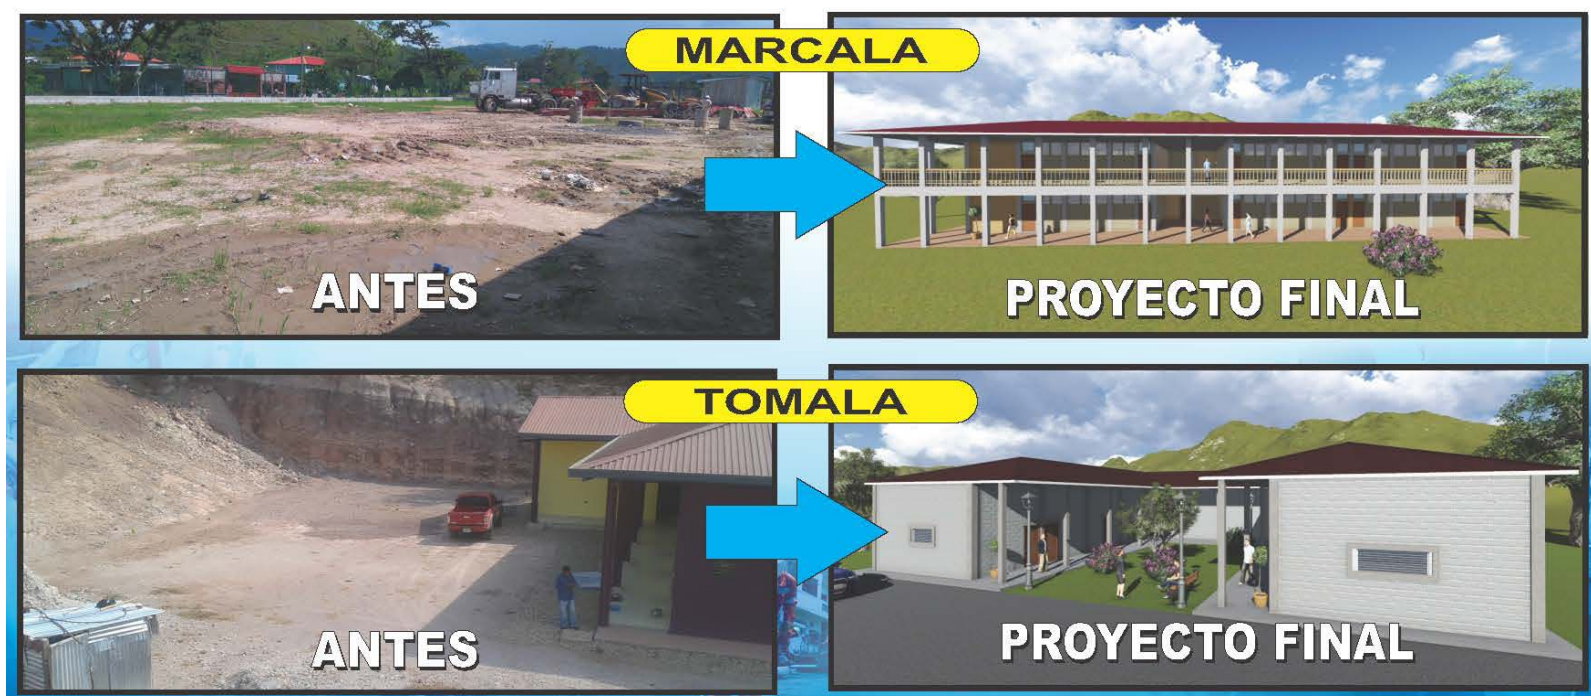 MARCALA
ANTES
PROYECTO FINAL
TOMALA
ANTES
PROYECTO FINAL